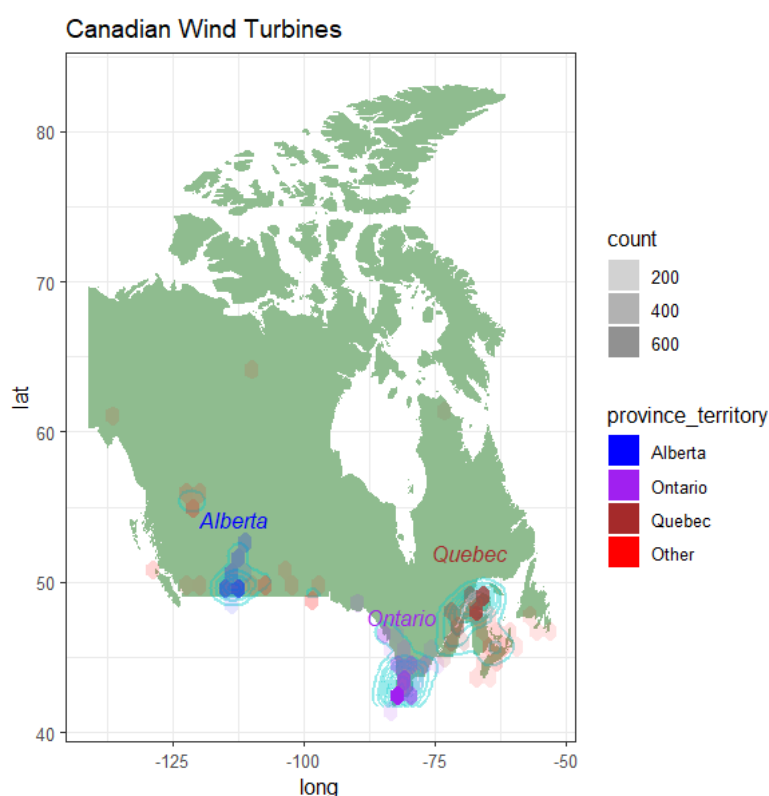 Canadian Wind Turbines
80
70
60
50
40
lat
-125
-100
-75
-50
long
Alberta
Quebec
Ontario
count
200
400
600
province_territory
Alberta
Ontario
Quebec
Other